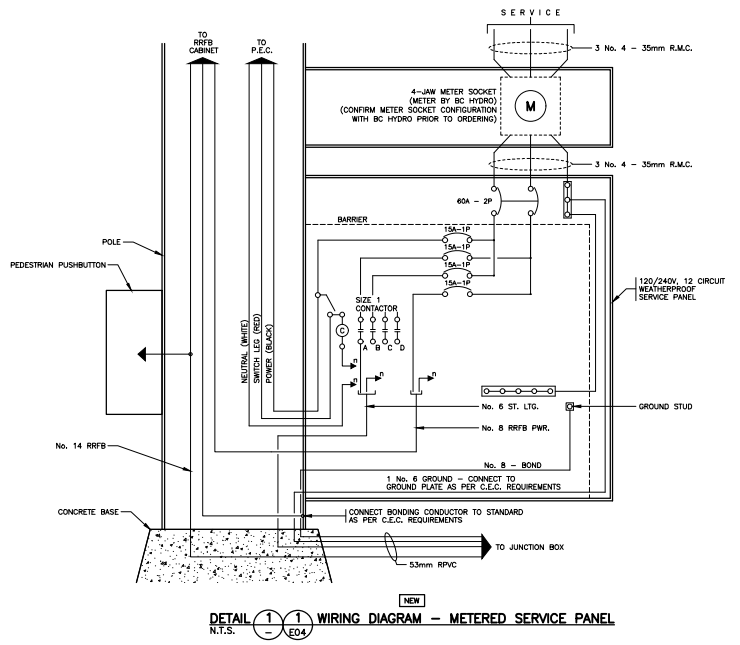 SERVICE
TO
RRFB
CABINET
TO
P.E.C.
3 No. 4 - 35mm R.M.C.
4-JAW METER SOCKET
(METER BY BC HYDRO)
(CONFIRM METER SOCKET CONFIGURATION
WITH BC HYDRO PRIOR TO ORDERING)
M
3 No. 4 - 35mm R.M.C.
60A - 2P
BARRIER
15A-1P
15A-1P
15A-1P
15A-1P
POLE
PEDESTRIAN PUSHBUTTON
120/240V, 12 CIRCUIT
WEATHERPROOF
SERVICE PANEL
SIZE 1
CONTACTOR
C
A B C D
NEUTRAL (WHITE)
SWITCH LEG (RED)
POWER (BLACK)
n
n
n
n
No. 6 ST. LTG.
GROUND STUD
No. 8 RRFB PWR.
No. 14 RRFB
No. 8 - BOND
1 No. 6 GROUND - CONNECT TO
GROUND PLATE AS PER C.E.C. REQUIREMENTS
CONCRETE BASE
CONNECT BONDING CONDUCTOR TO STANDARD
AS PER C.E.C. REQUIREMENTS
TO JUNCTION BOX
53mm RPVC
NEW
DETAIL 1 - 1 E04 WIRING DIAGRAM - METERED SERVICE PANEL
N.T.S.